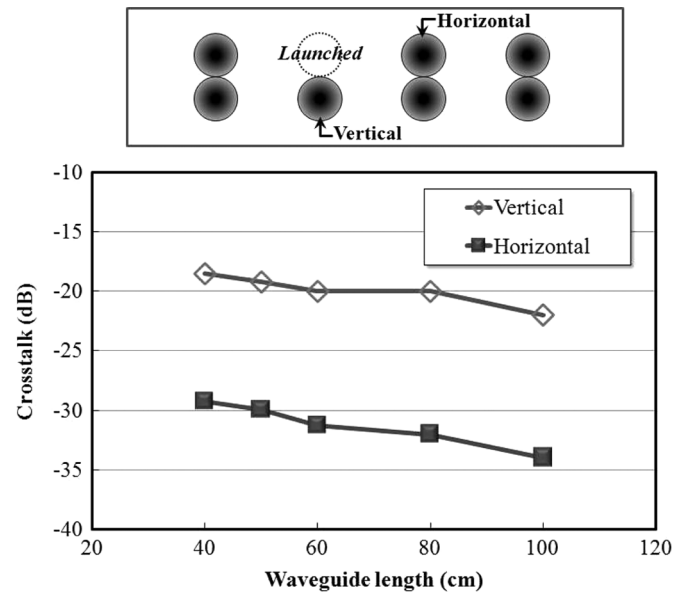 Horizontal
Launched
Vertical
-10
-15
-20
-25
-30
-35
-40
Crosstalk (dB)
Vertical
Horizontal
20 40 60 80 100 120
Waveguide length (cm)